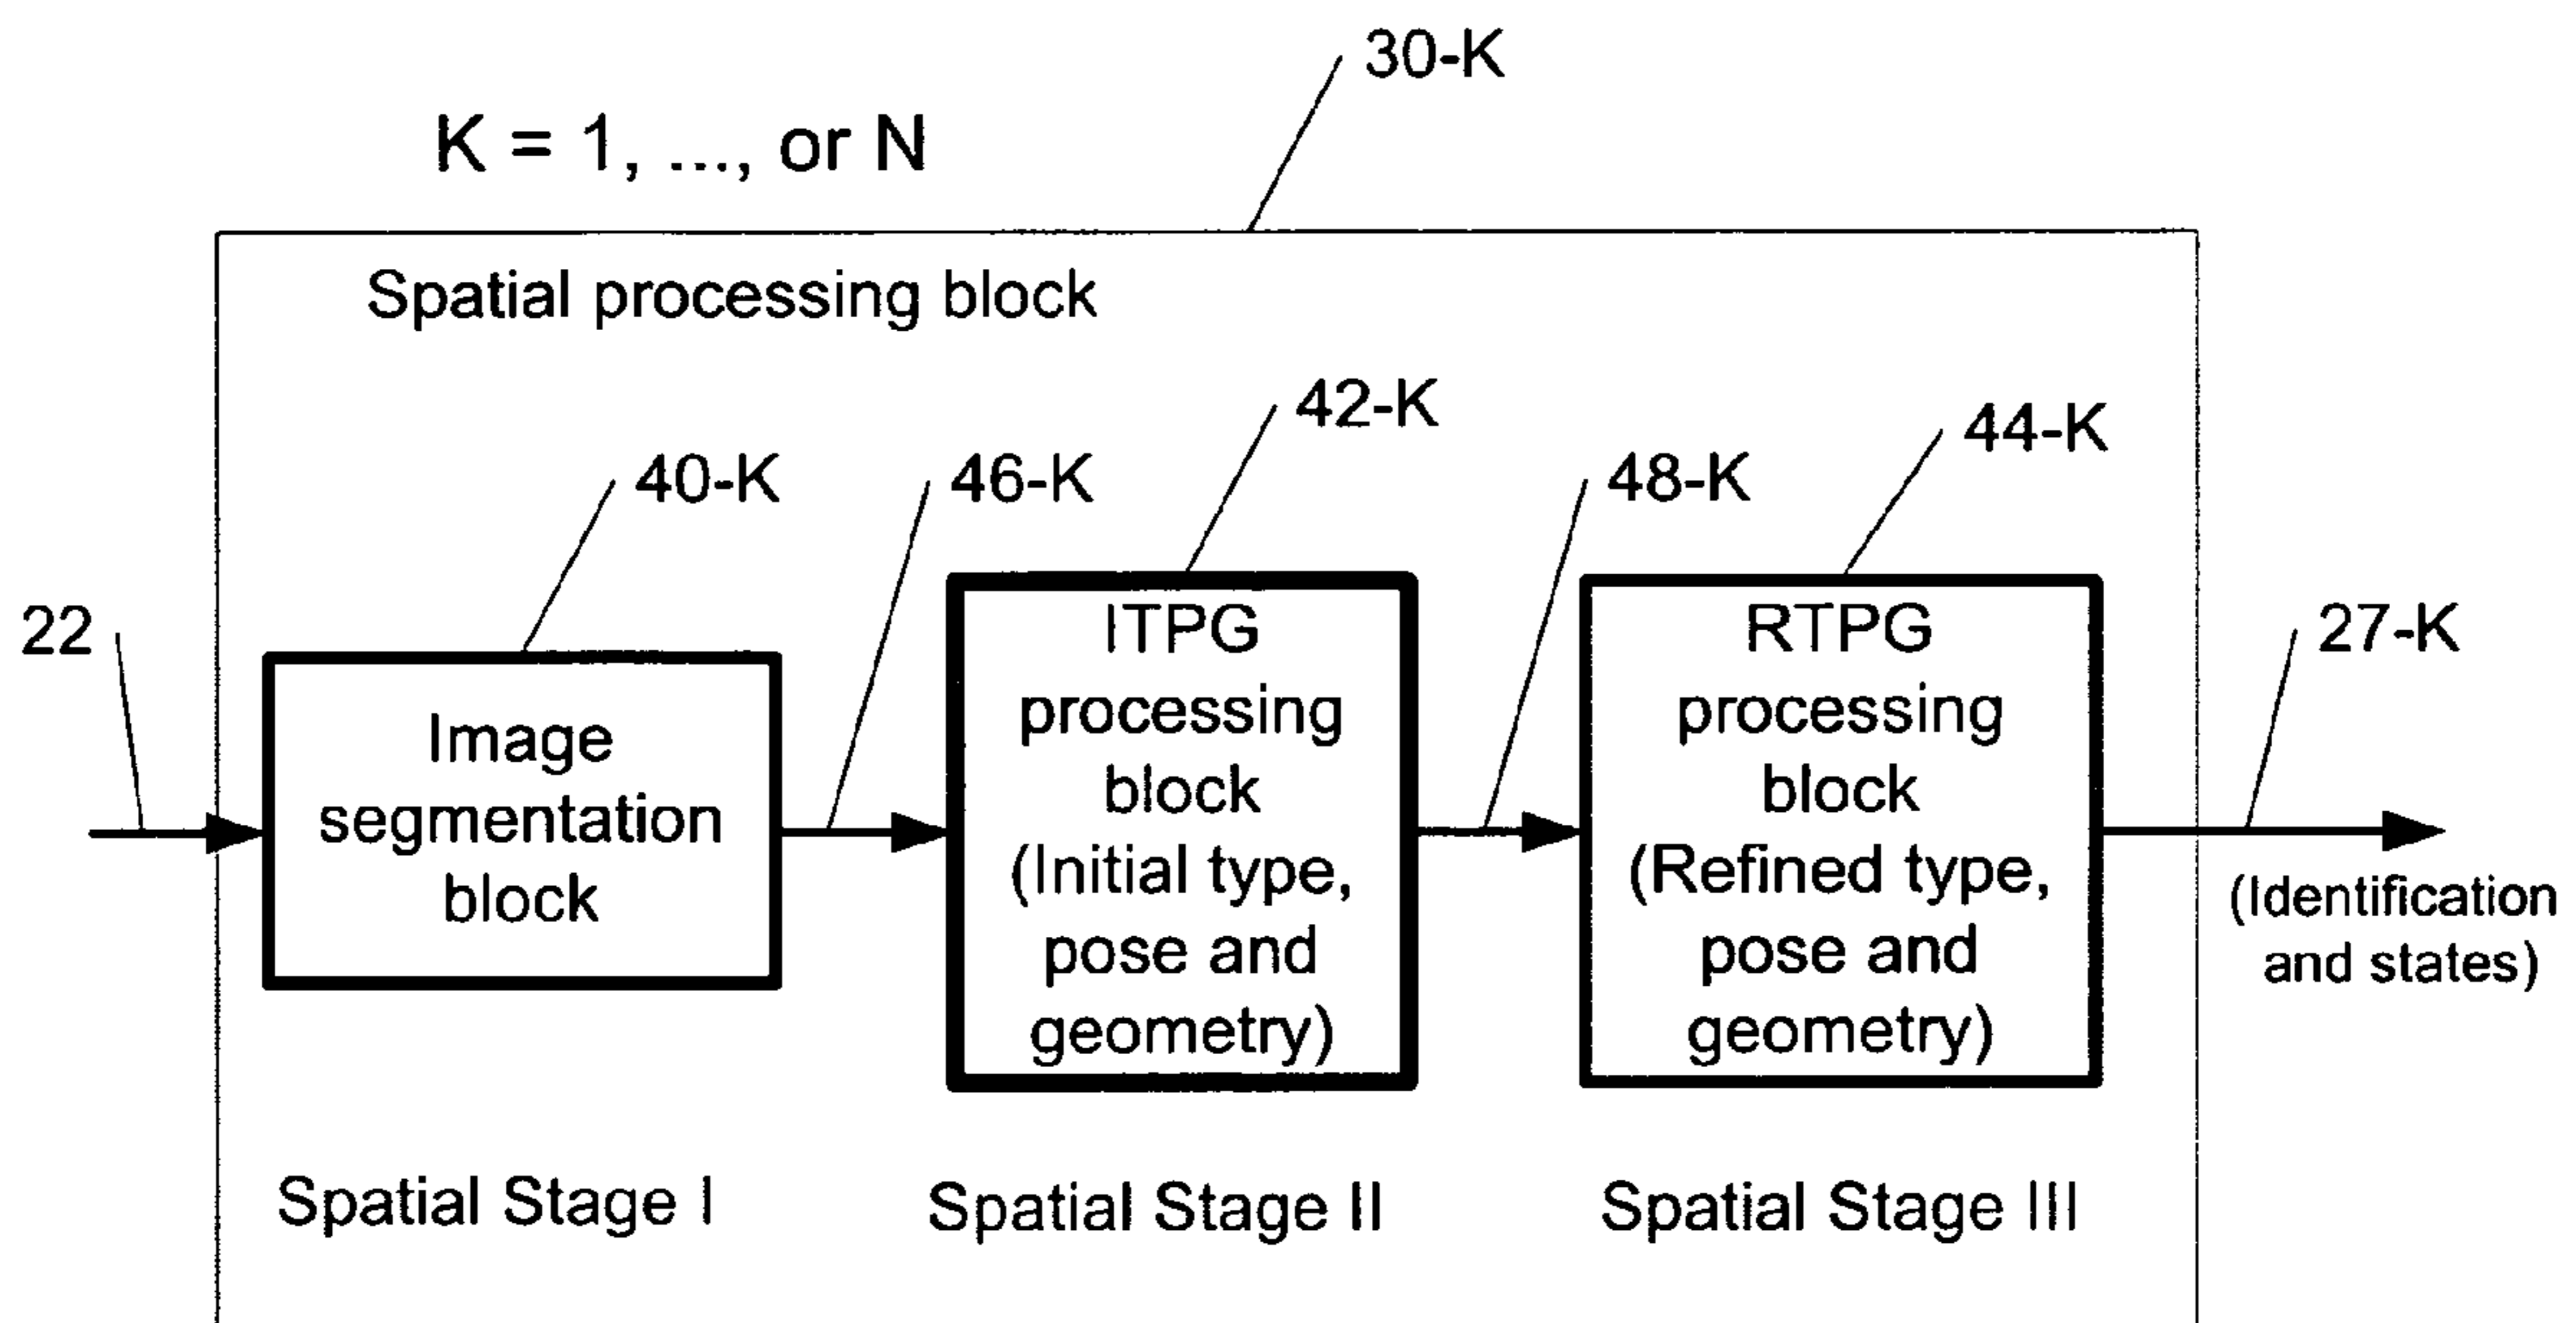 30-K
K = 1, ..., or N
Spatial processing block
42-K
44-K
40-K
46-K
48-K
22
27-K
Image
segmentation
block
ITPG
processing
block
(Initial type,
pose and
geometry)
RTPG
processing
block
(Refined type,
pose and
geometry)
(Identification
and states)
Spatial Stage I
Spatial Stage II
Spatial Stage III